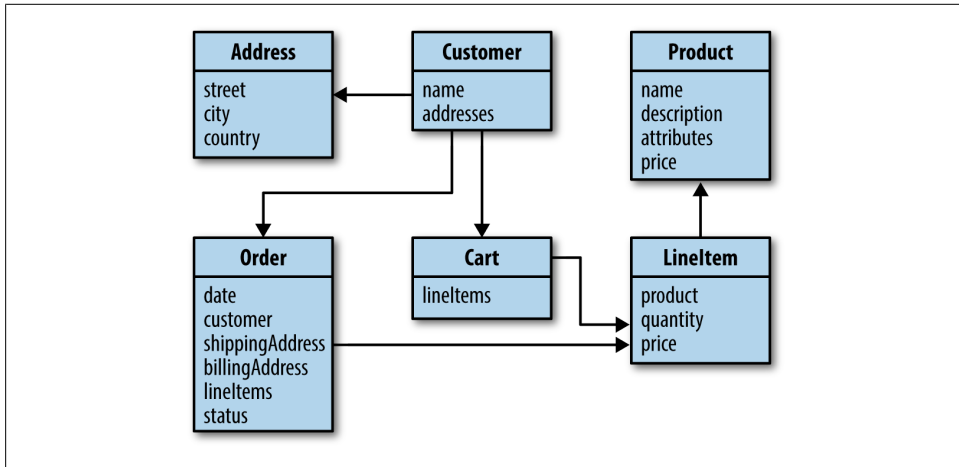 Address
street
city
country
Customer
name
addresses
Product
name
description
attributes
price
Order
date
customer
shippingAddress
billingAddress
lineItems
status
Cart
lineItems
LineItem
product
quantity
price